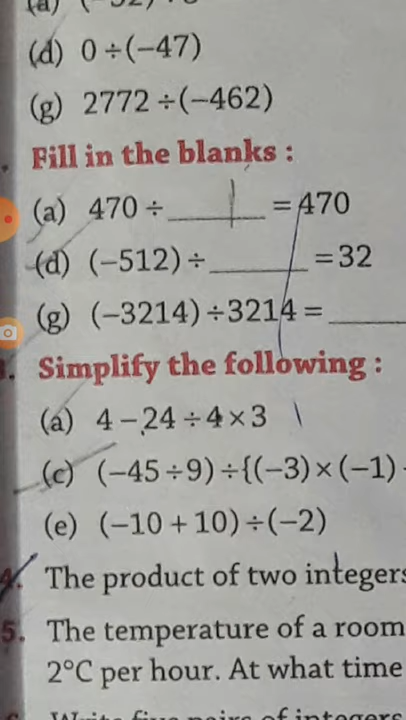 (d) 0 ÷ (−47)
(g) 2772 ÷ (−462)
Fill in the blanks :
(a) 470 ÷ ___1___ = 470
(d) (−512) ÷ ______ = 32
(g) (−3214) ÷ 3214 = ______
Simplify the following :
(a) 4 − 24 ÷ 4 × 3
(c) (−45 ÷ 9) ÷ {(−3) × (−1)
(e) (−10 + 10) ÷ (−2)
4. The product of two integers
5. The temperature of a room
2°C per hour. At what time